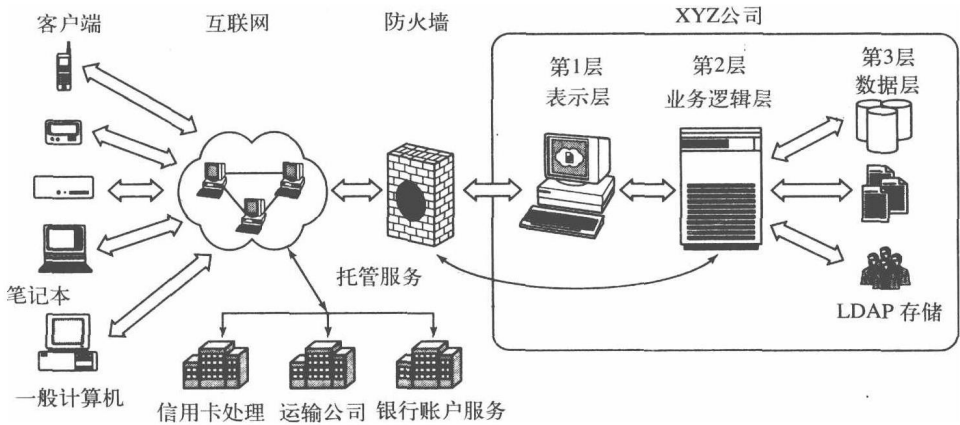 XYZ公司
客户端
互联网
防火墙
第1层
表示层
第2层
业务逻辑层
第3层
数据层
托管服务
笔记本
LDAP 存储
一般计算机
信用卡处理
运输公司
银行账户服务